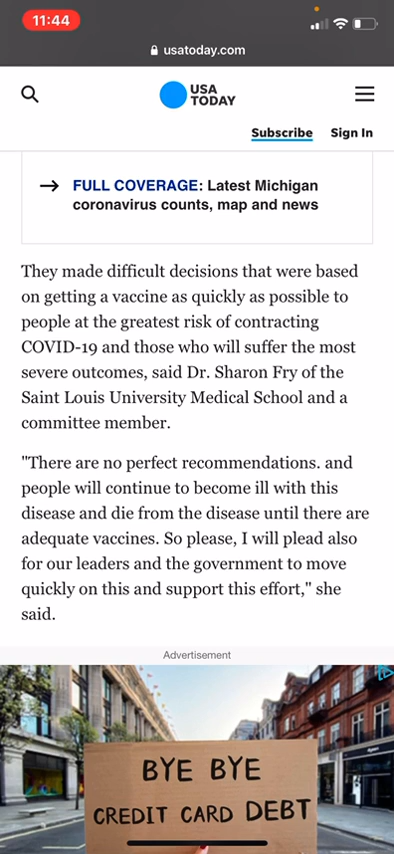 11:44
usatoday.com
USA
TODAY
Subscribe Sign In
→ FULL COVERAGE: Latest Michigan
coronavirus counts, map and news
They made difficult decisions that were based
on getting a vaccine as quickly as possible to
people at the greatest risk of contracting
COVID-19 and those who will suffer the most
severe outcomes, said Dr. Sharon Fry of the
Saint Louis University Medical School and a
committee member.
"There are no perfect recommendations. and
people will continue to become ill with this
disease and die from the disease until there are
adequate vaccines. So please, I will plead also
for our leaders and the government to move
quickly on this and support this effort," she
said.
Advertisement
BYE BYE
CREDIT CARD DEBT